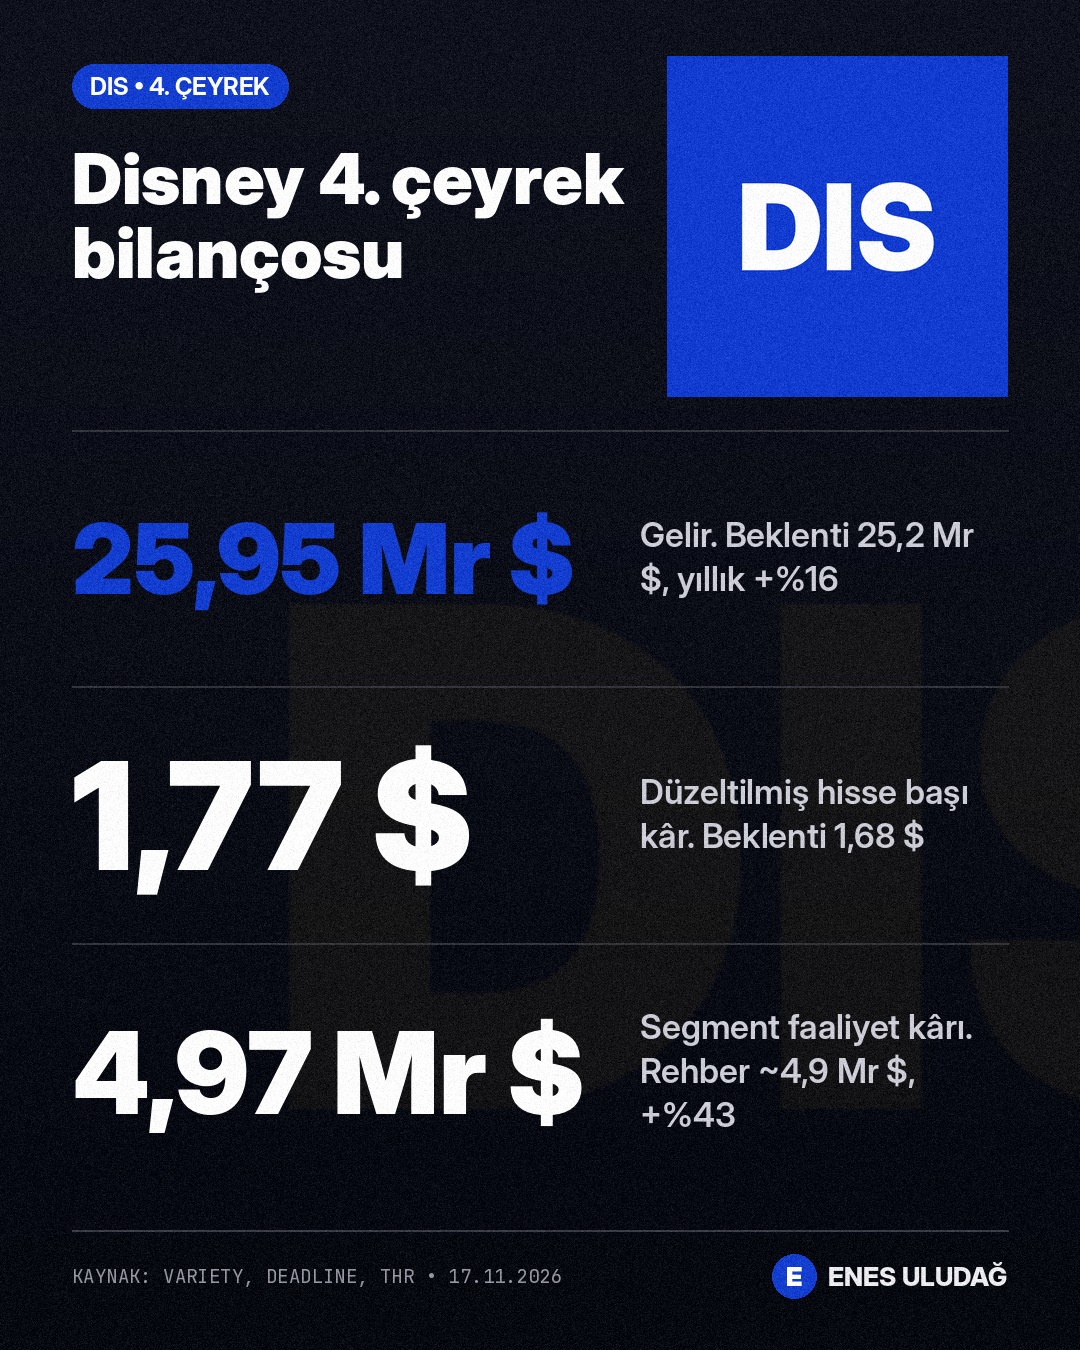 DIS • 4. ÇEYREK
Disney 4. çeyrek
bilançosu
DIS
25,95 Mr $
Gelir. Beklenti 25,2 Mr
$, yıllık +%16
1,77 $
Düzeltilmiş hisse başı
kâr. Beklenti 1,68 $
4,97 Mr $
Segment faaliyet kârı.
Rehber ~4,9 Mr $,
+%43
DIS
KAYNAK: VARIETY, DEADLINE, THR • 17.11.2026
E ENES ULUDAĞ